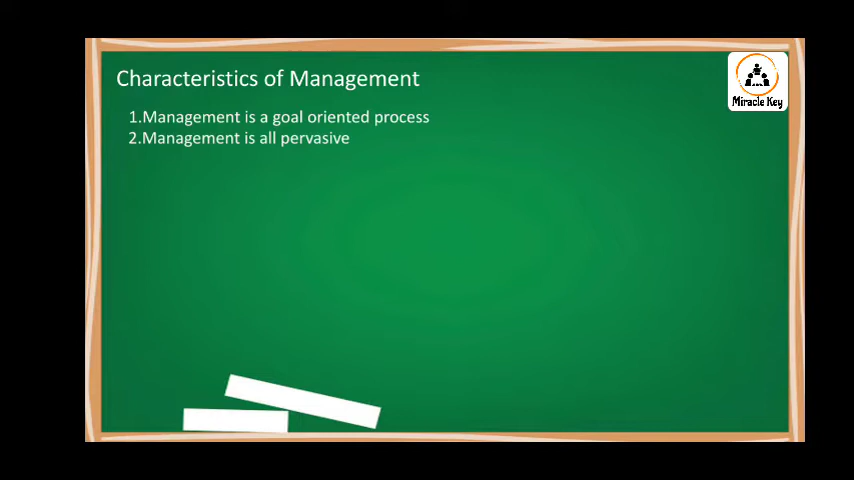 Characteristics of Management
1.Management is a goal oriented process
2.Management is all pervasive
Miracle Key